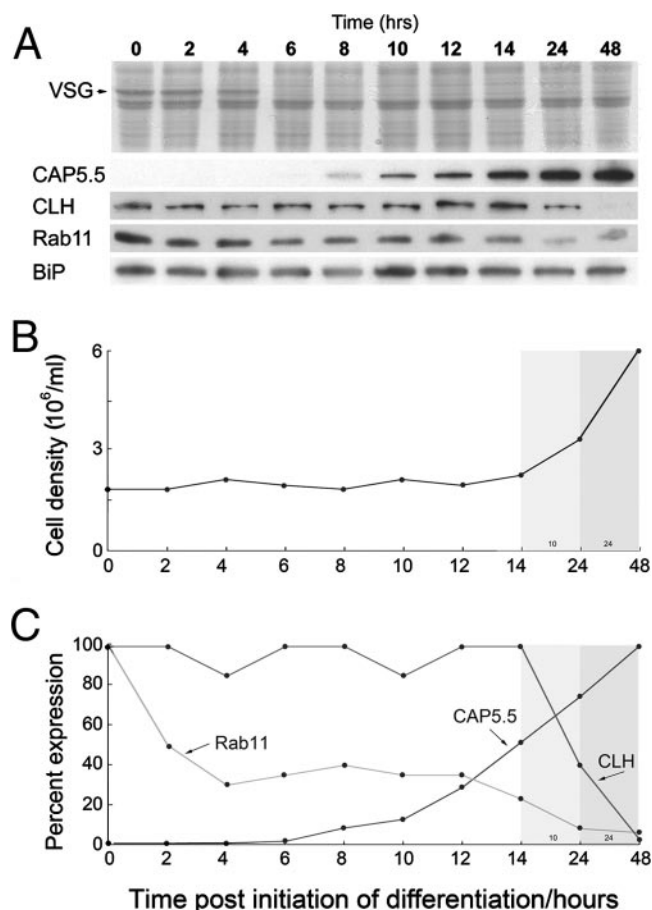 Time (hrs)
A
0 2 4 6 8 10 12 14 24 48
VSG
CAP5.5
CLH
Rab11
BiP
B
Cell density (10⁶/ml)
6
3
0
10 24
0 2 4 6 8 10 12 14 24 48
C
Percent expression
100
80
60
40
20
0
Rab11
CAP5.5
CLH
10 24
0 2 4 6 8 10 12 14 24 48
Time post initiation of differentiation/hours